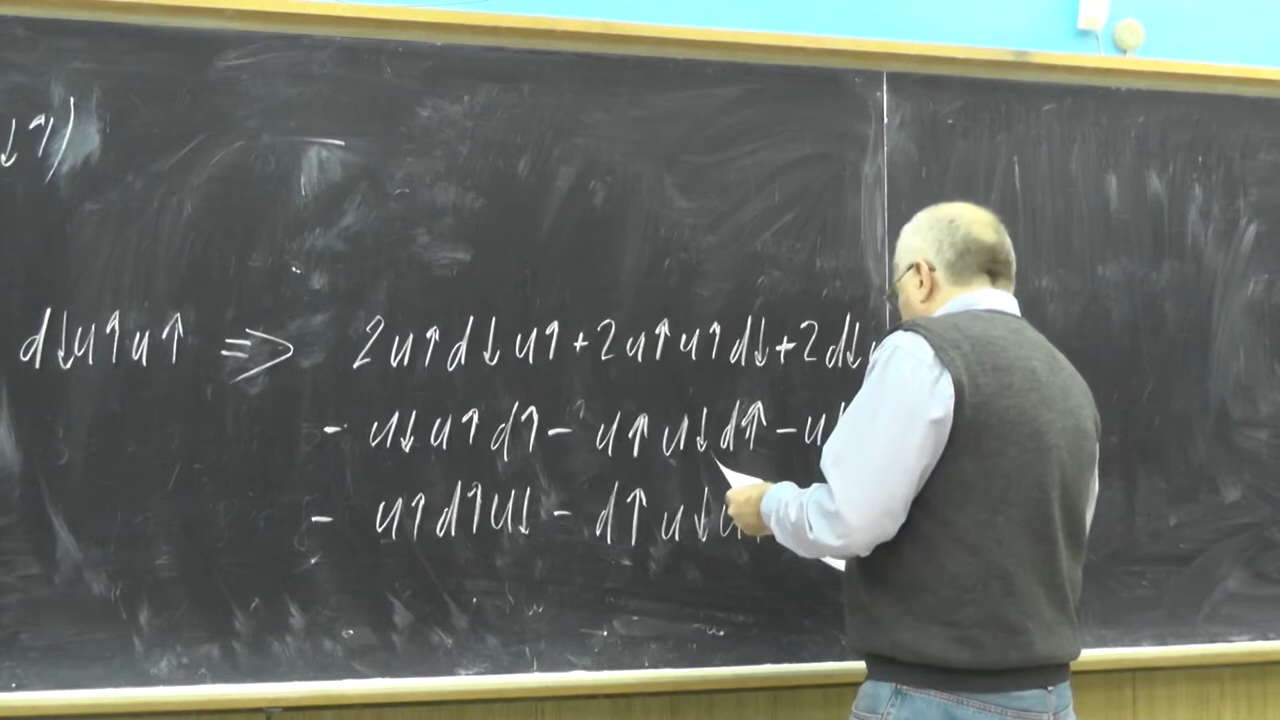 ↓↑)
d↓u↑u↑ => 2u↑d↓u↑+2u↑u↑d↓+2d↓
- u↓u↑d↑ - u↑u↓d↑ - u↓
- u↑d↑u↓ - d↑u↓u